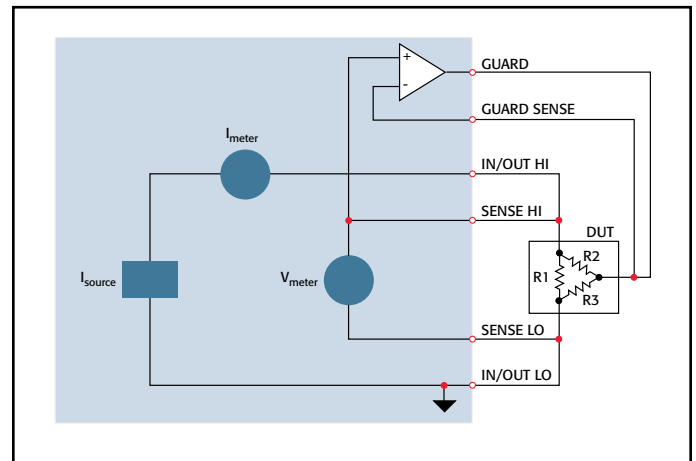 +
GUARD
-
GUARD SENSE
Imeter
IN/OUT HI
SENSE HI
DUT
R2
R1
Isource
Vmeter
R3
SENSE LO
IN/OUT LO